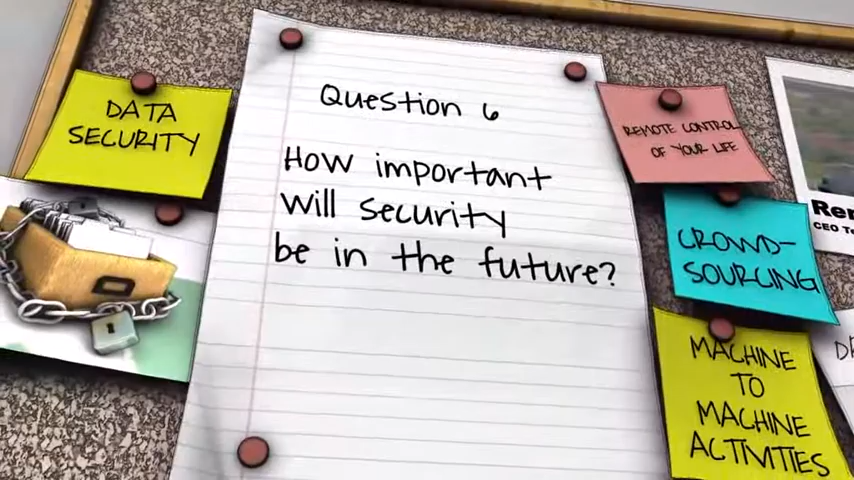 DATA
SECURITY
Question 6
How important
will security
be in the future?
REMOTE CONTROL
OF YOUR LIFE
CROWD-
SOURCING
MACHINE
TO
MACHINE
ACTIVITIES
CEO